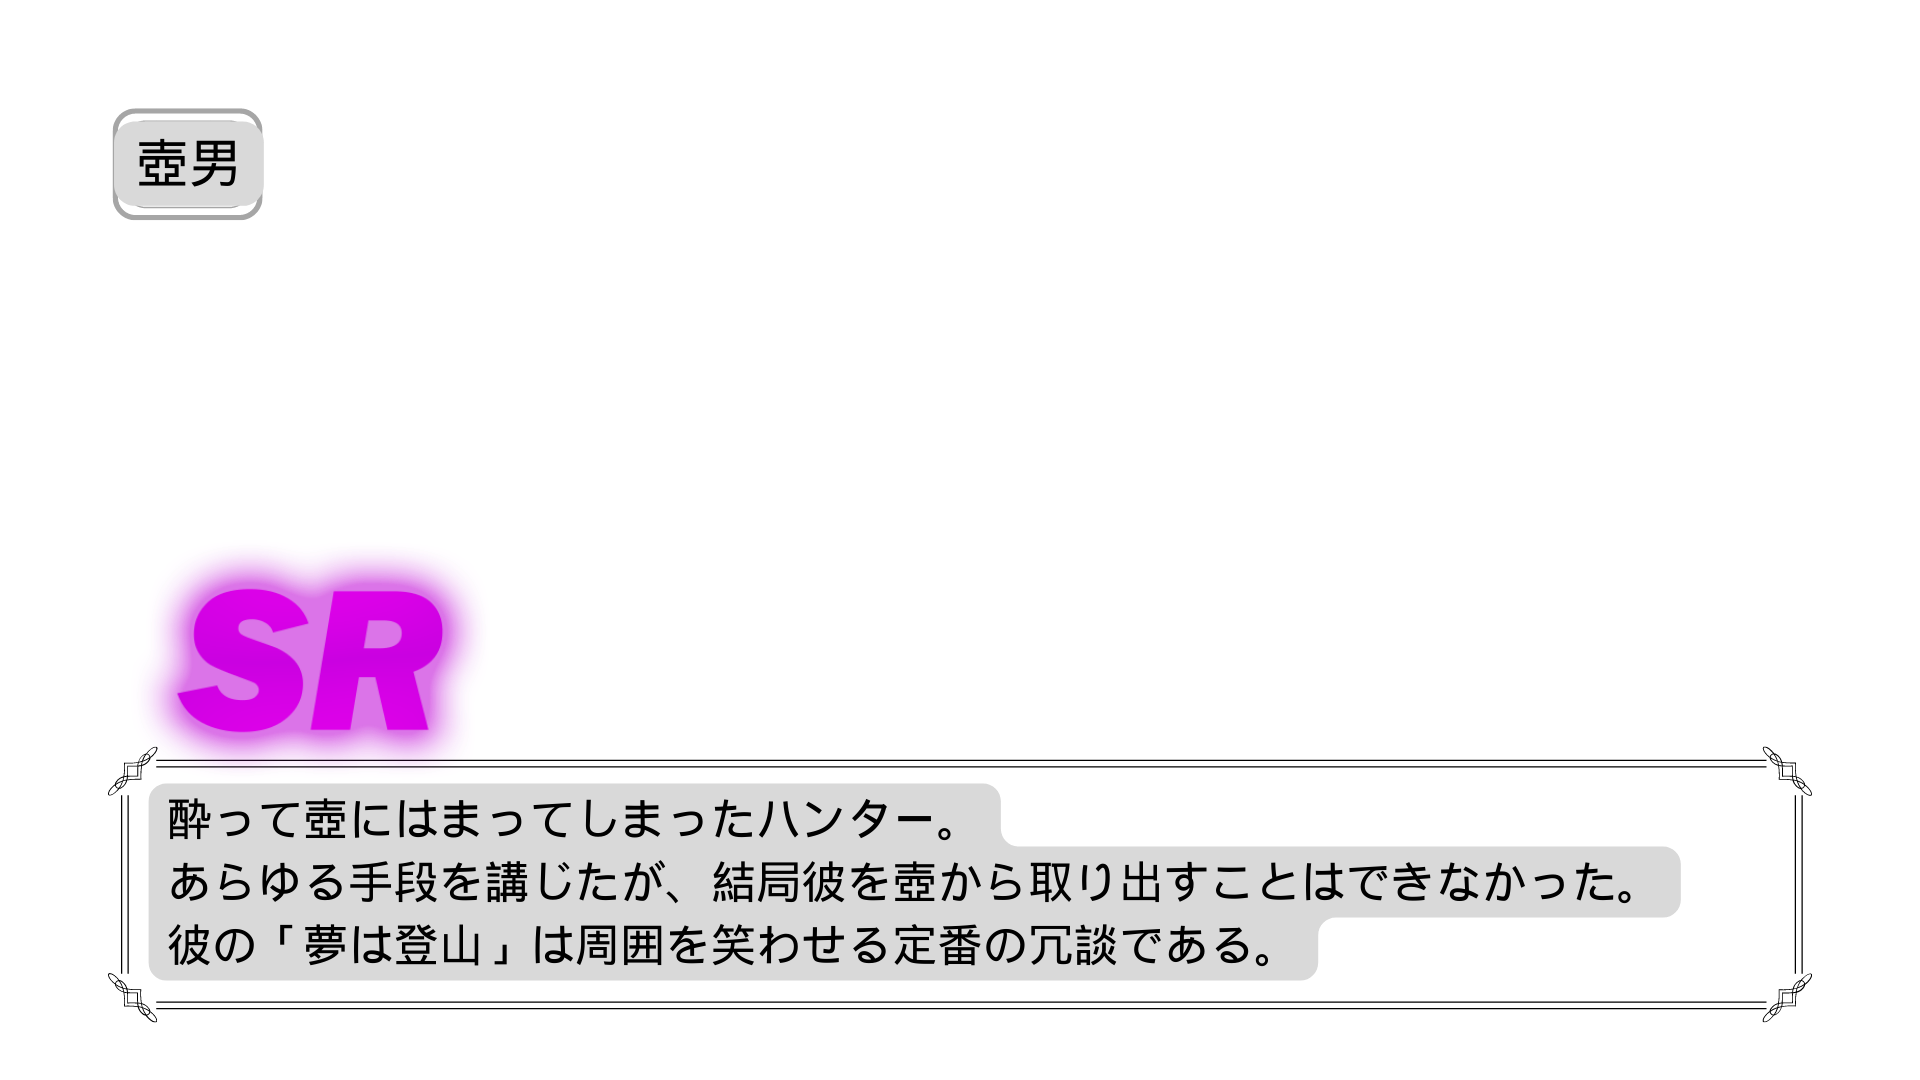 壺男
SR
酔って壺にはまってしまったハンター。
あらゆる手段を講じたが、結局彼を壺から取り出すことはできなかった。
彼の「夢は登山」は周囲を笑わせる定番の冗談である。